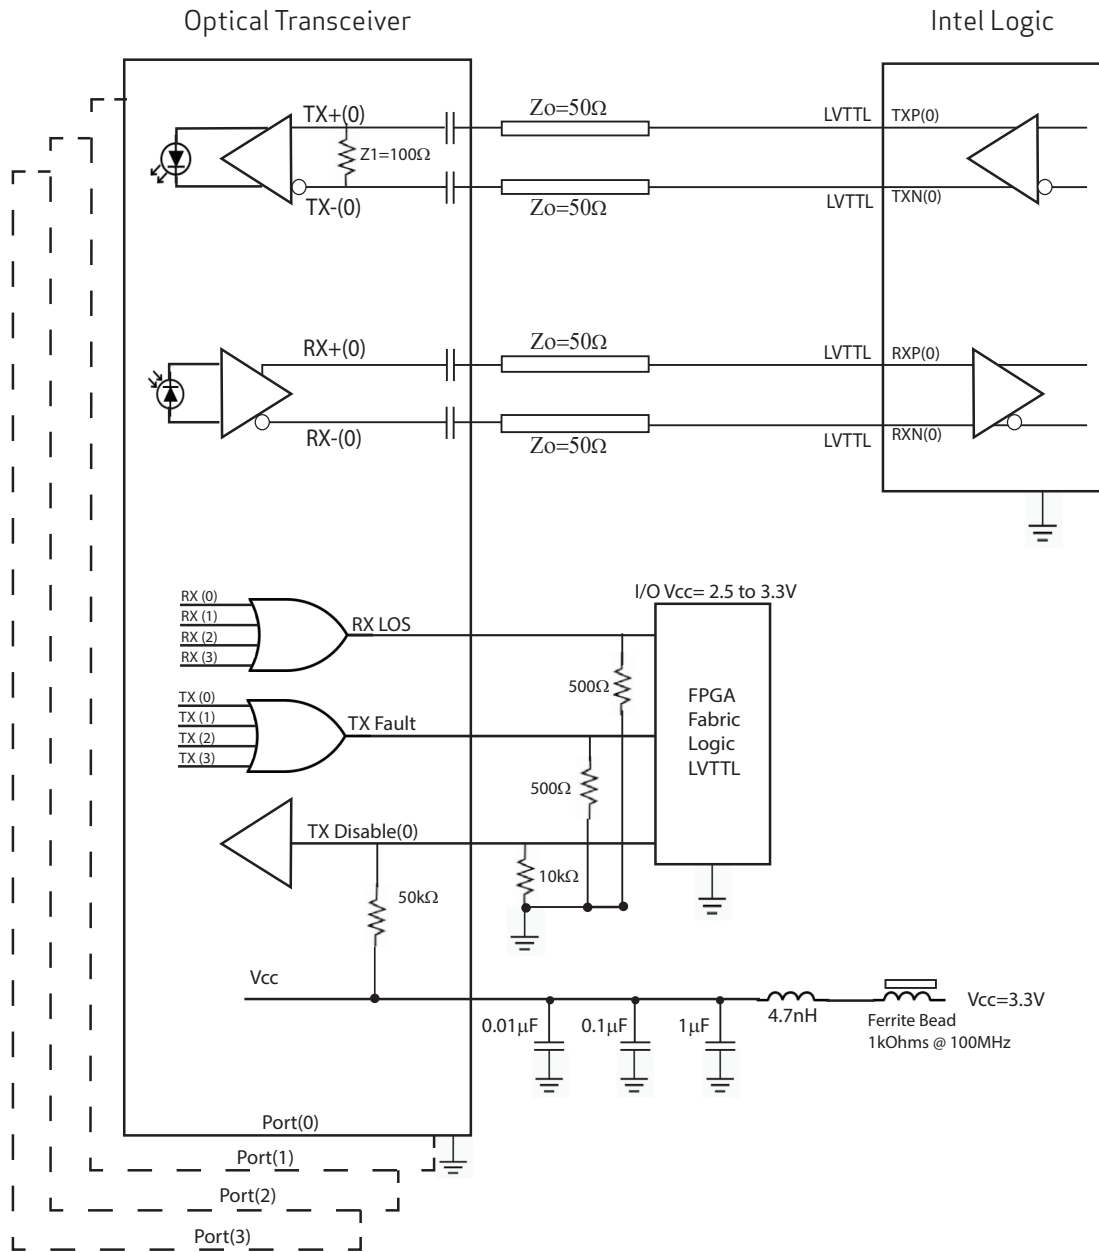 Optical Transceiver
Intel Logic
TX+(0)
Zo=50Ω
LVTTL
TXP(0)
Z1=100Ω
TX-(0)
Zo=50Ω
LVTTL
TXN(0)
RX+(0)
Zo=50Ω
LVTTL
RXP(0)
RX-(0)
Zo=50Ω
LVTTL
RXN(0)
I/O Vcc= 2.5 to 3.3V
RX (0)
RX (1)
RX (2)
RX (3)
RX LOS
500Ω
TX (0)
TX (1)
TX (2)
TX (3)
TX Fault
500Ω
FPGA
Fabric
Logic
LVTTL
TX Disable(0)
10kΩ
50kΩ
Vcc
0.01µF
0.1µF
1µF
4.7nH
Vcc=3.3V
Ferrite Bead
1kOhms @ 100MHz
Port(0)
Port(1)
Port(2)
Port(3)